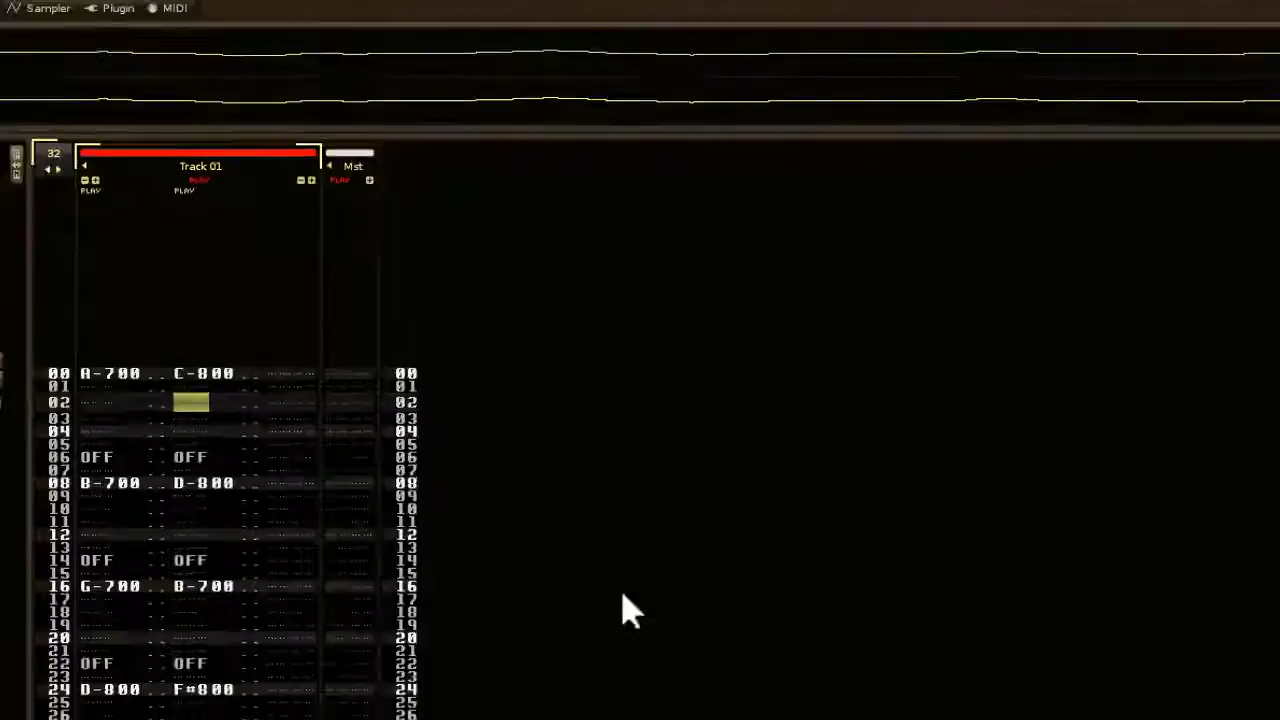 Sampler Plugin MIDI
32 Track 01 Mst
PLAY PLAY
PLAY PLAY
00 A-700 C-800 00
01 01
02 02
03 03
04 04
05 05
06 OFF OFF 06
07 07
08 B-700 D-800 08
09 09
10 10
11 11
12 12
13 13
14 OFF OFF 14
15 15
16 G-700 B-700 16
17 17
18 18
19 19
20 20
21 21
22 OFF OFF 22
23 23
24 D-800 F#800 24
25 25
26 26